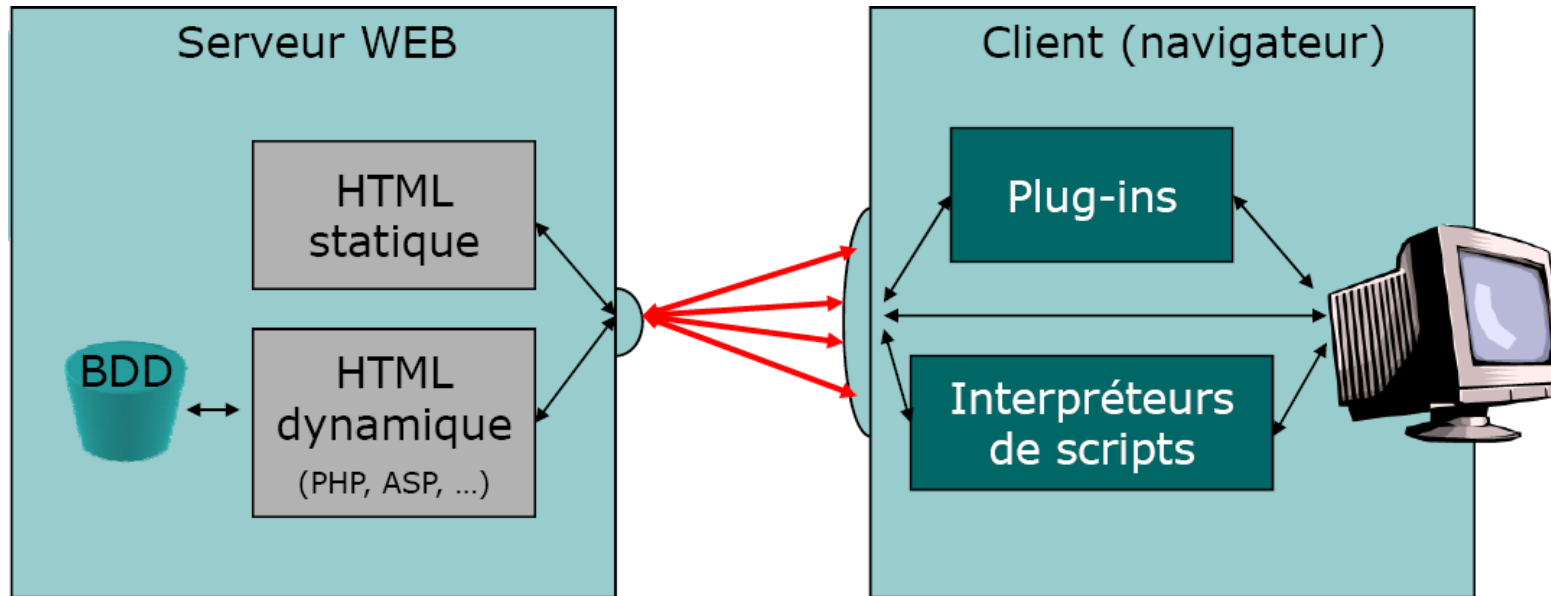 Serveur WEB
HTML
statique
BDD
HTML
dynamique
(PHP, ASP, …)
Client (navigateur)
Plug-ins
Interpréteurs
de scripts